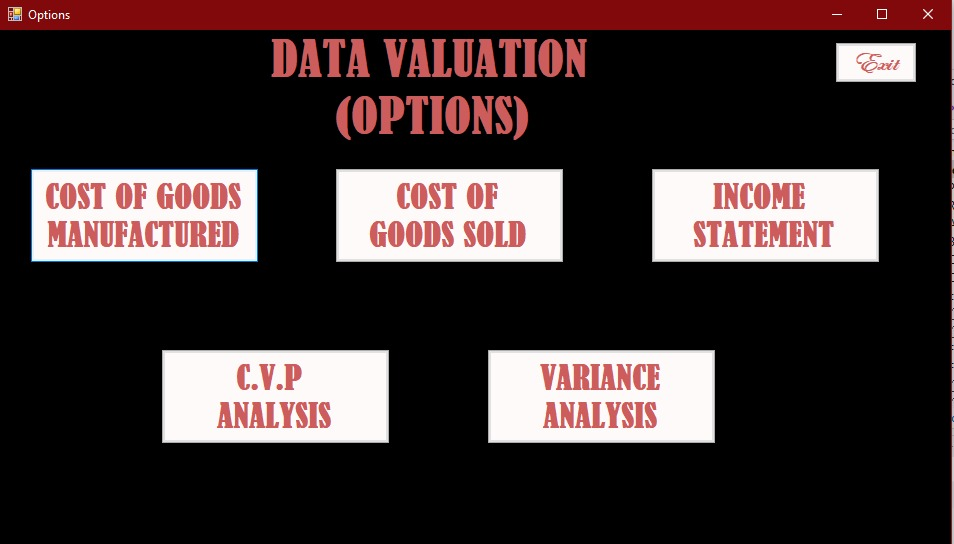 Options
DATA VALUATION
(OPTIONS)
Exit
COST OF GOODS
MANUFACTURED
COST OF
GOODS SOLD
INCOME
STATEMENT
C.V.P
ANALYSIS
VARIANCE
ANALYSIS